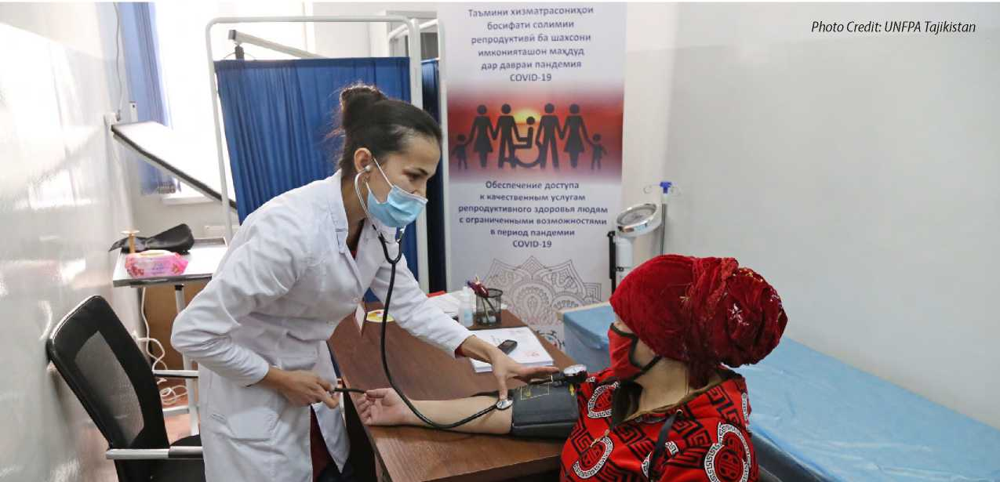 Photo Credit: UNFPA Tajikistan
Таъмини хизматрасониҳои
босифати солимии
репродуктивӣ ба шахсони
имконияташон маҳдуд
дар давраи пандемия
COVID-19
Обеспечение доступа
к качественным услугам
репродуктивного здоровья людям
с ограниченными возможностями
в период пандемии
COVID-19